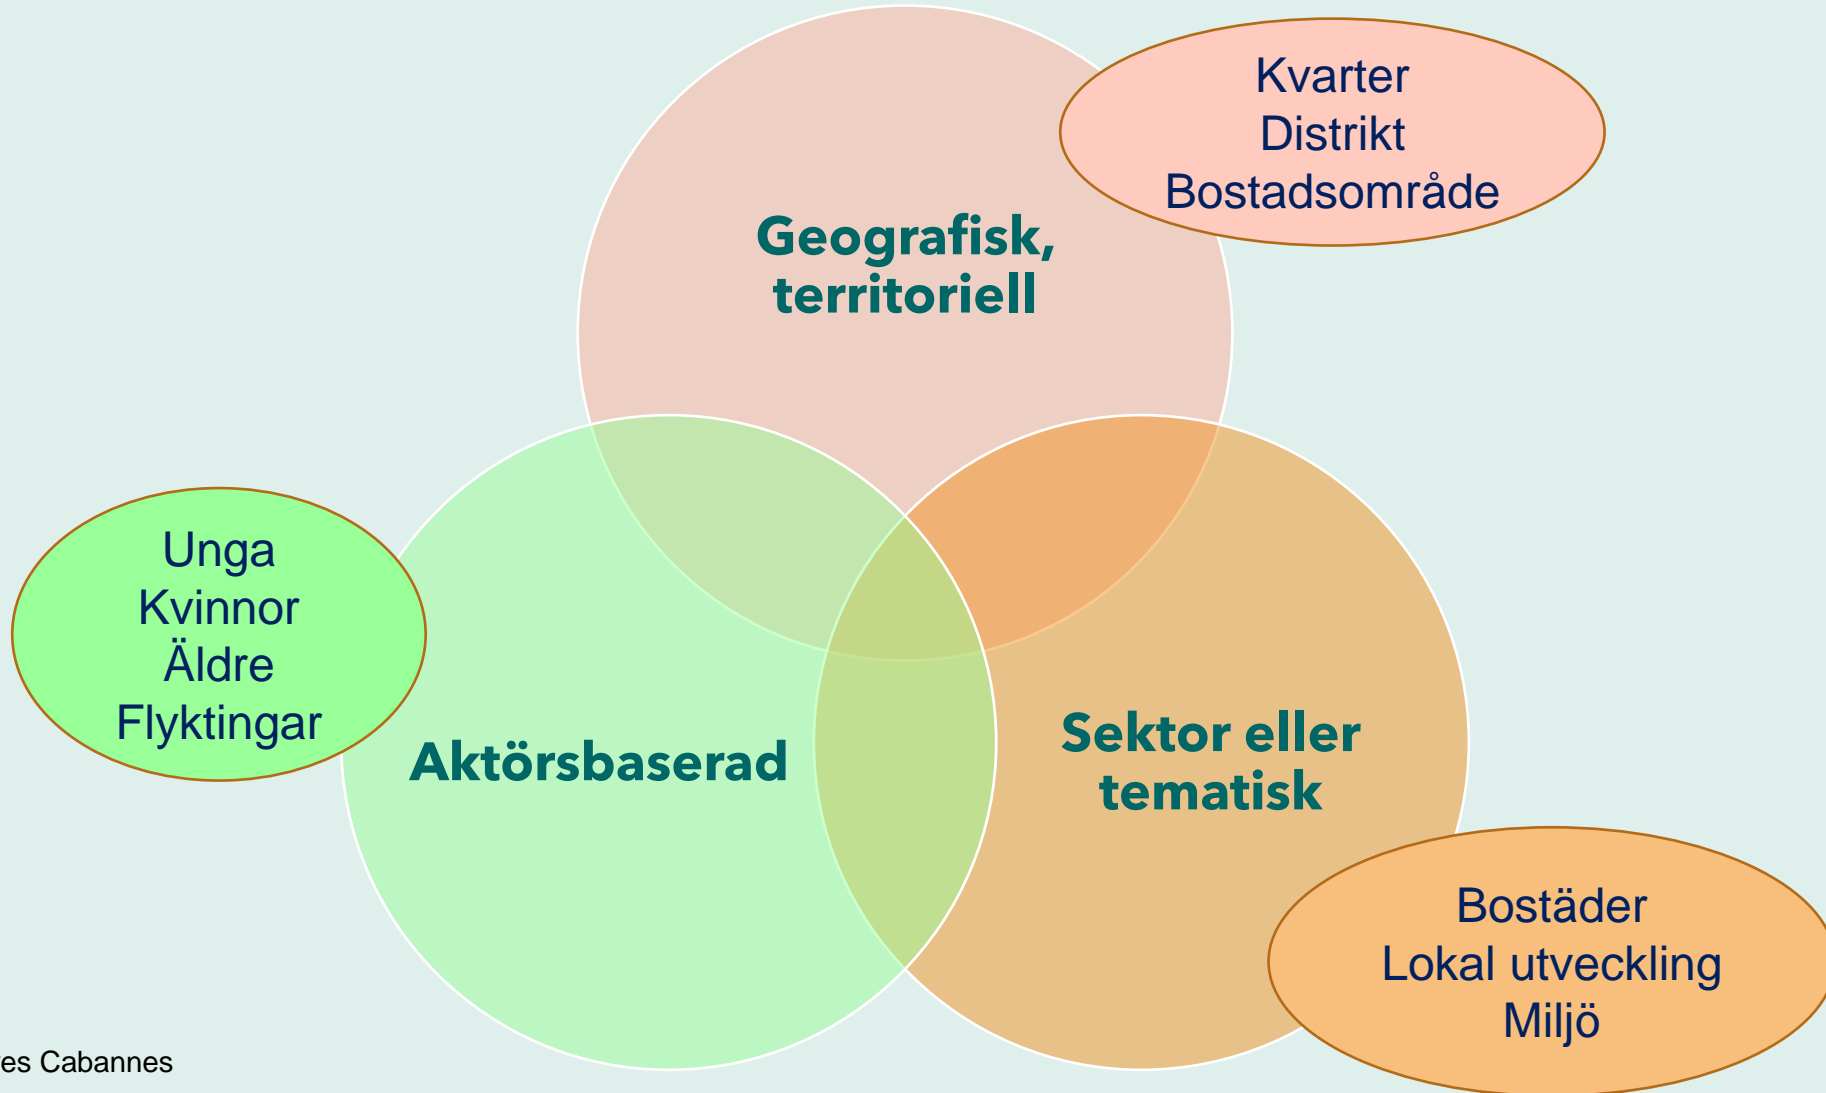 Kvarter
Distrikt
Bostadsområde
Geografisk,
territoriell
Unga
Kvinnor
Äldre
Flyktingar
Aktörsbaserad
Sektor eller
tematisk
Bostäder
Lokal utveckling
Miljö
es Cabannes